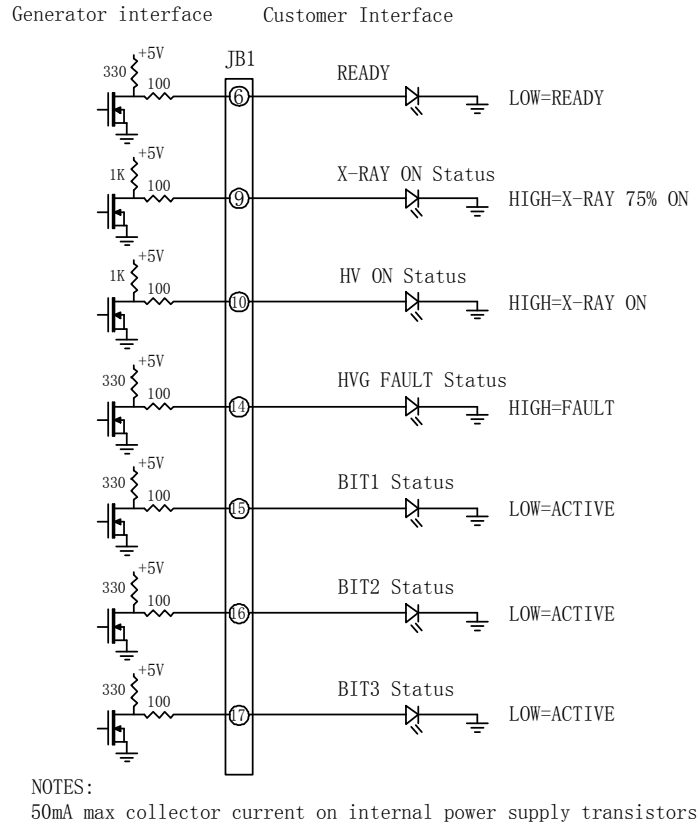 Generator interface Customer Interface
JB1
+5V
330
100
6
READY
LOW=READY
+5V
1K
100
9
X-RAY ON Status
HIGH=X-RAY 75% ON
+5V
1K
100
10
HV ON Status
HIGH=X-RAY ON
+5V
330
100
14
HVG FAULT Status
HIGH=FAULT
+5V
330
100
15
BIT1 Status
LOW=ACTIVE
+5V
330
100
16
BIT2 Status
LOW=ACTIVE
+5V
330
100
17
BIT3 Status
LOW=ACTIVE
NOTES:
50mA max collector current on internal power supply transistors